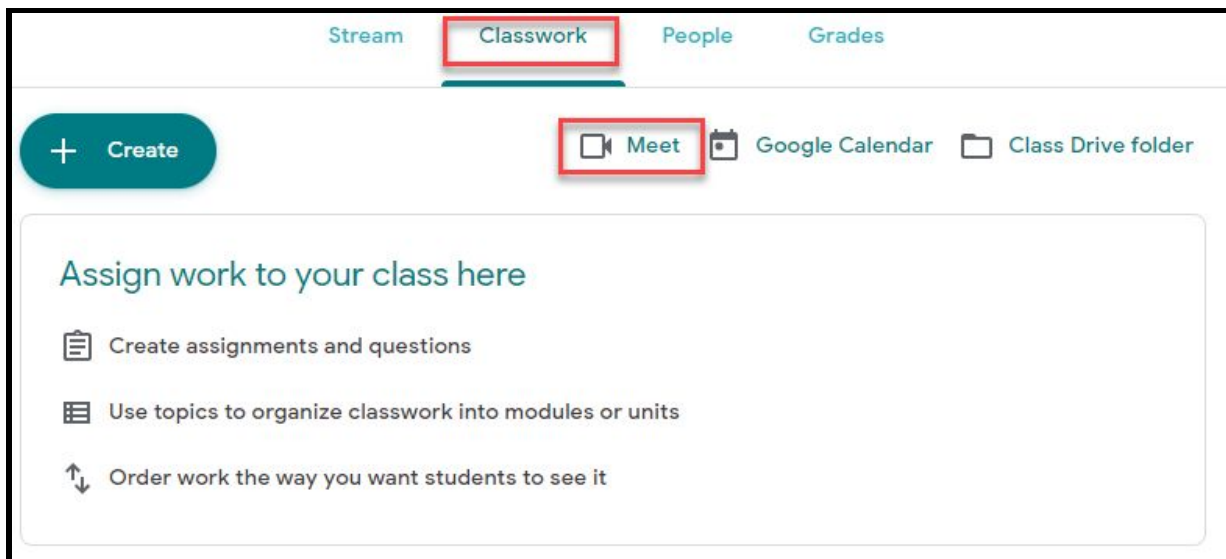 Stream Classwork People Grades
Create Meet Google Calendar Class Drive folder
Assign work to your class here
Create assignments and questions
Use topics to organize classwork into modules or units
Order work the way you want students to see it